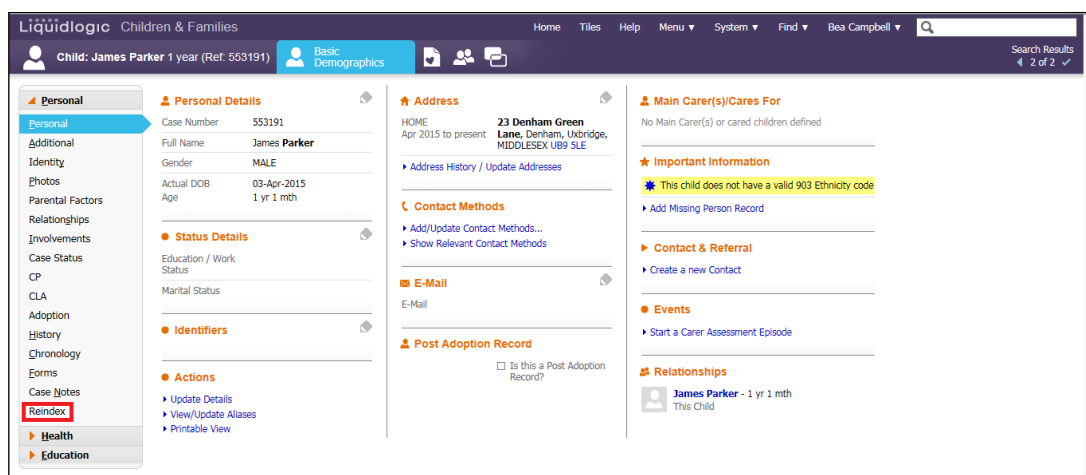 Liquidlogic Children & Families
Home Tiles Help Menu ▾ System ▾ Find ▾ Bea Campbell ▾
Child: James Parker 1 year (Ref: 553191)
Basic
Demographics
Search Results
2 of 2
Personal
Personal
Additional
Identity
Photos
Parental Factors
Relationships
Involvements
Case Status
CP
CLA
Adoption
History
Chronology
Forms
Case Notes
Reindex
Health
Education
Personal Details
Case Number 553191
Full Name James Parker
Gender MALE
Actual DOB 03-Apr-2015
Age 1 yr 1 mth
Status Details
Education / Work
Status
Marital Status
Identifiers
Actions
Update Details
View/Update Aliases
Printable View
Address
HOME 23 Denham Green
Apr 2015 to present Lane, Denham, Uxbridge,
MIDDLESEX UB9 5LE
Address History / Update Addresses
Contact Methods
Add/Update Contact Methods...
Show Relevant Contact Methods
E-Mail
E-Mail
Post Adoption Record
Is this a Post Adoption
Record?
Main Carer(s)/Cares For
No Main Carer(s) or cared children defined
Important Information
This child does not have a valid 903 Ethnicity code
Add Missing Person Record
Contact & Referral
Create a new Contact
Events
Start a Carer Assessment Episode
Relationships
James Parker - 1 yr 1 mth
This Child